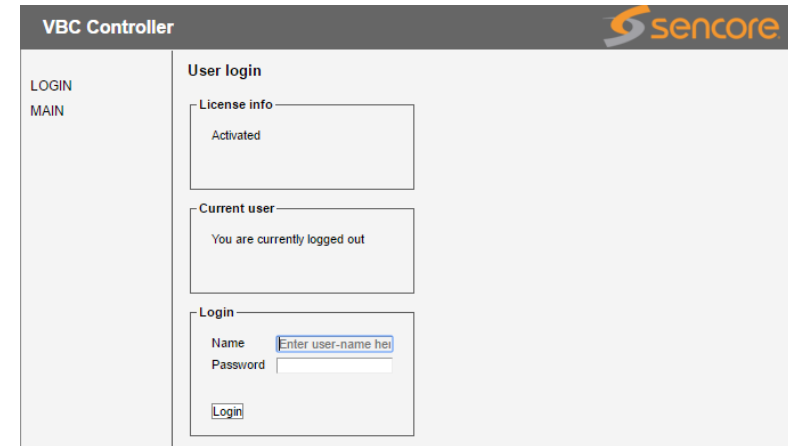 VBC Controller
sencore
LOGIN
MAIN
User login
License info
Activated
Current user
You are currently logged out
Login
Name Enter user-name her
Password
Login